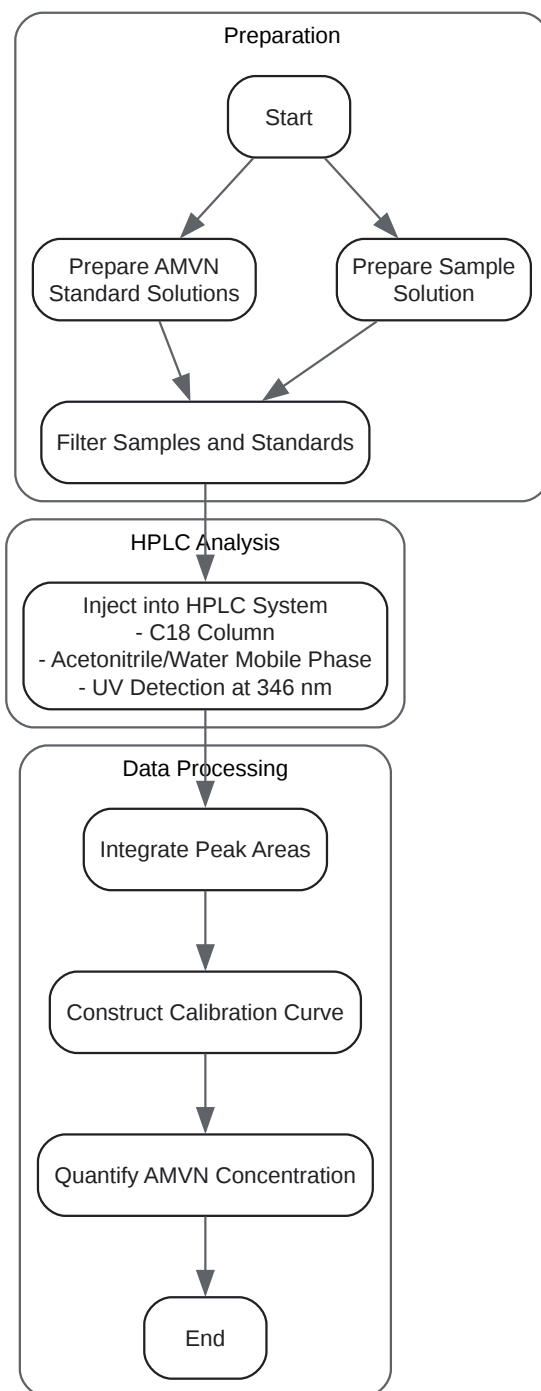 Preparation
Start
Prepare AMVN
Standard Solutions
Prepare Sample
Solution
Filter Samples and Standards
HPLC Analysis
Inject into HPLC System
- C18 Column
- Acetonitrile/Water Mobile Phase
- UV Detection at 346 nm
Data Processing
Integrate Peak Areas
Construct Calibration Curve
Quantify AMVN Concentration
End